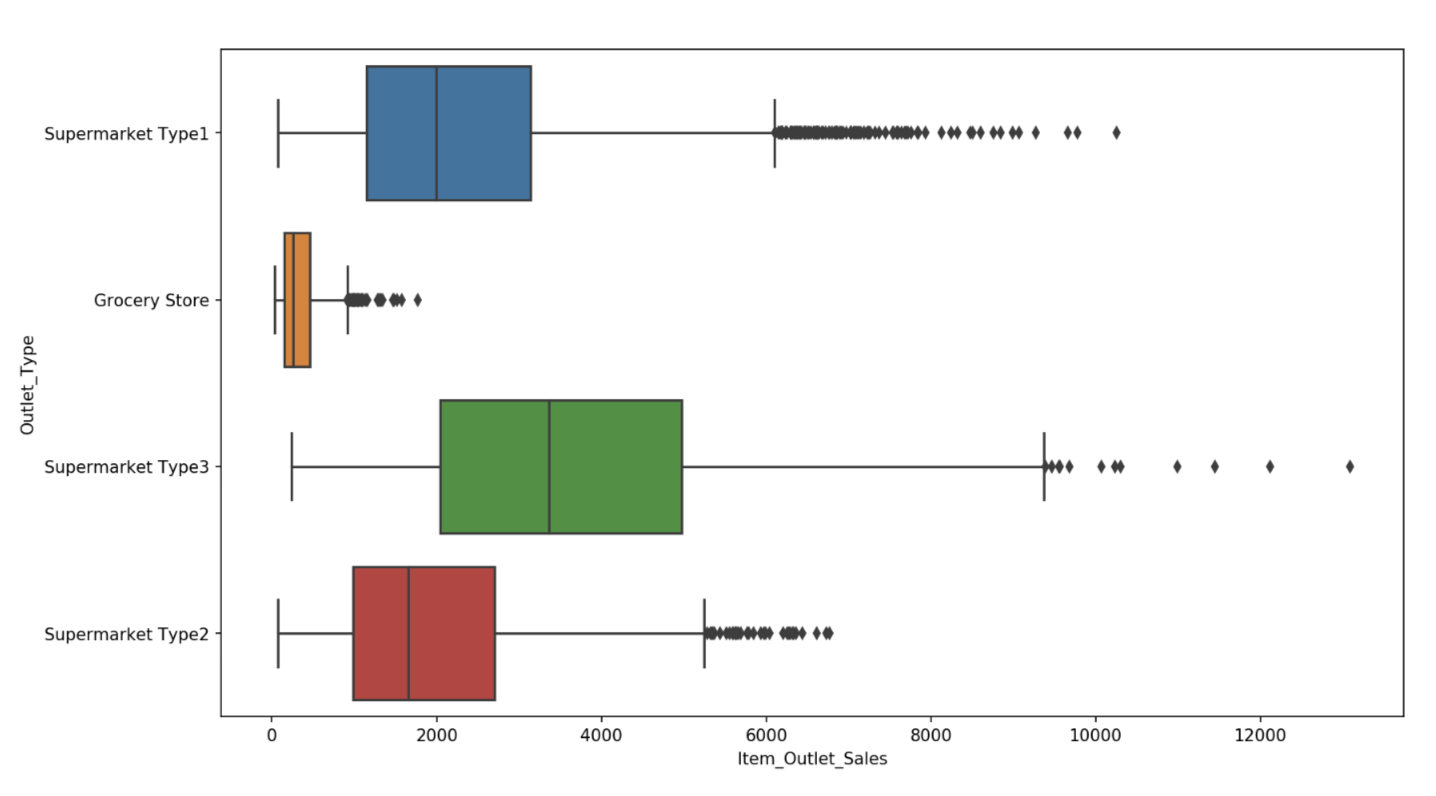 Supermarket Type1
Grocery Store
Supermarket Type3
Supermarket Type2
Outlet_Type
0 2000 4000 6000 8000 10000 12000
Item_Outlet_Sales